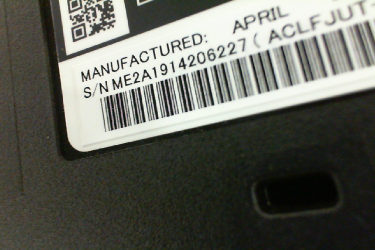 MANUFACTURED: APRIL
S/N ME2A1914206227 ( ACLFJUT-